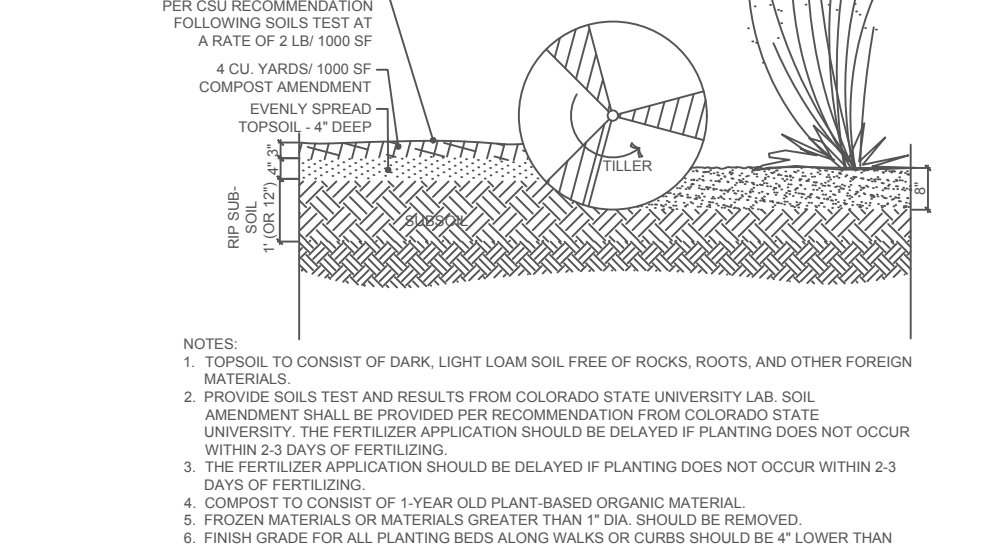 PER CSU RECOMMENDATION
FOLLOWING SOILS TEST AT
A RATE OF 2 LB/ 1000 SF
4 CU. YARDS/ 1000 SF
COMPOST AMENDMENT
EVENLY SPREAD
TOPSOIL - 4" DEEP
3"
4"
RIP SUB-
SOIL
1' (OR 12")
SUBSOIL
TILLER
8"
NOTES:
1. TOPSOIL TO CONSIST OF DARK, LIGHT LOAM SOIL FREE OF ROCKS, ROOTS, AND OTHER FOREIGN
MATERIALS.
2. PROVIDE SOILS TEST AND RESULTS FROM COLORADO STATE UNIVERSITY LAB. SOIL
AMENDMENT SHALL BE PROVIDED PER RECOMMENDATION FROM COLORADO STATE
UNIVERSITY. THE FERTILIZER APPLICATION SHOULD BE DELAYED IF PLANTING DOES NOT OCCUR
WITHIN 2-3 DAYS OF FERTILIZING.
3. THE FERTILIZER APPLICATION SHOULD BE DELAYED IF PLANTING DOES NOT OCCUR WITHIN 2-3
DAYS OF FERTILIZING.
4. COMPOST TO CONSIST OF 1-YEAR OLD PLANT-BASED ORGANIC MATERIAL.
5. FROZEN MATERIALS OR MATERIALS GREATER THAN 1" DIA. SHOULD BE REMOVED.
6. FINISH GRADE FOR ALL PLANTING BEDS ALONG WALKS OR CURBS SHOULD BE 4" LOWER THAN